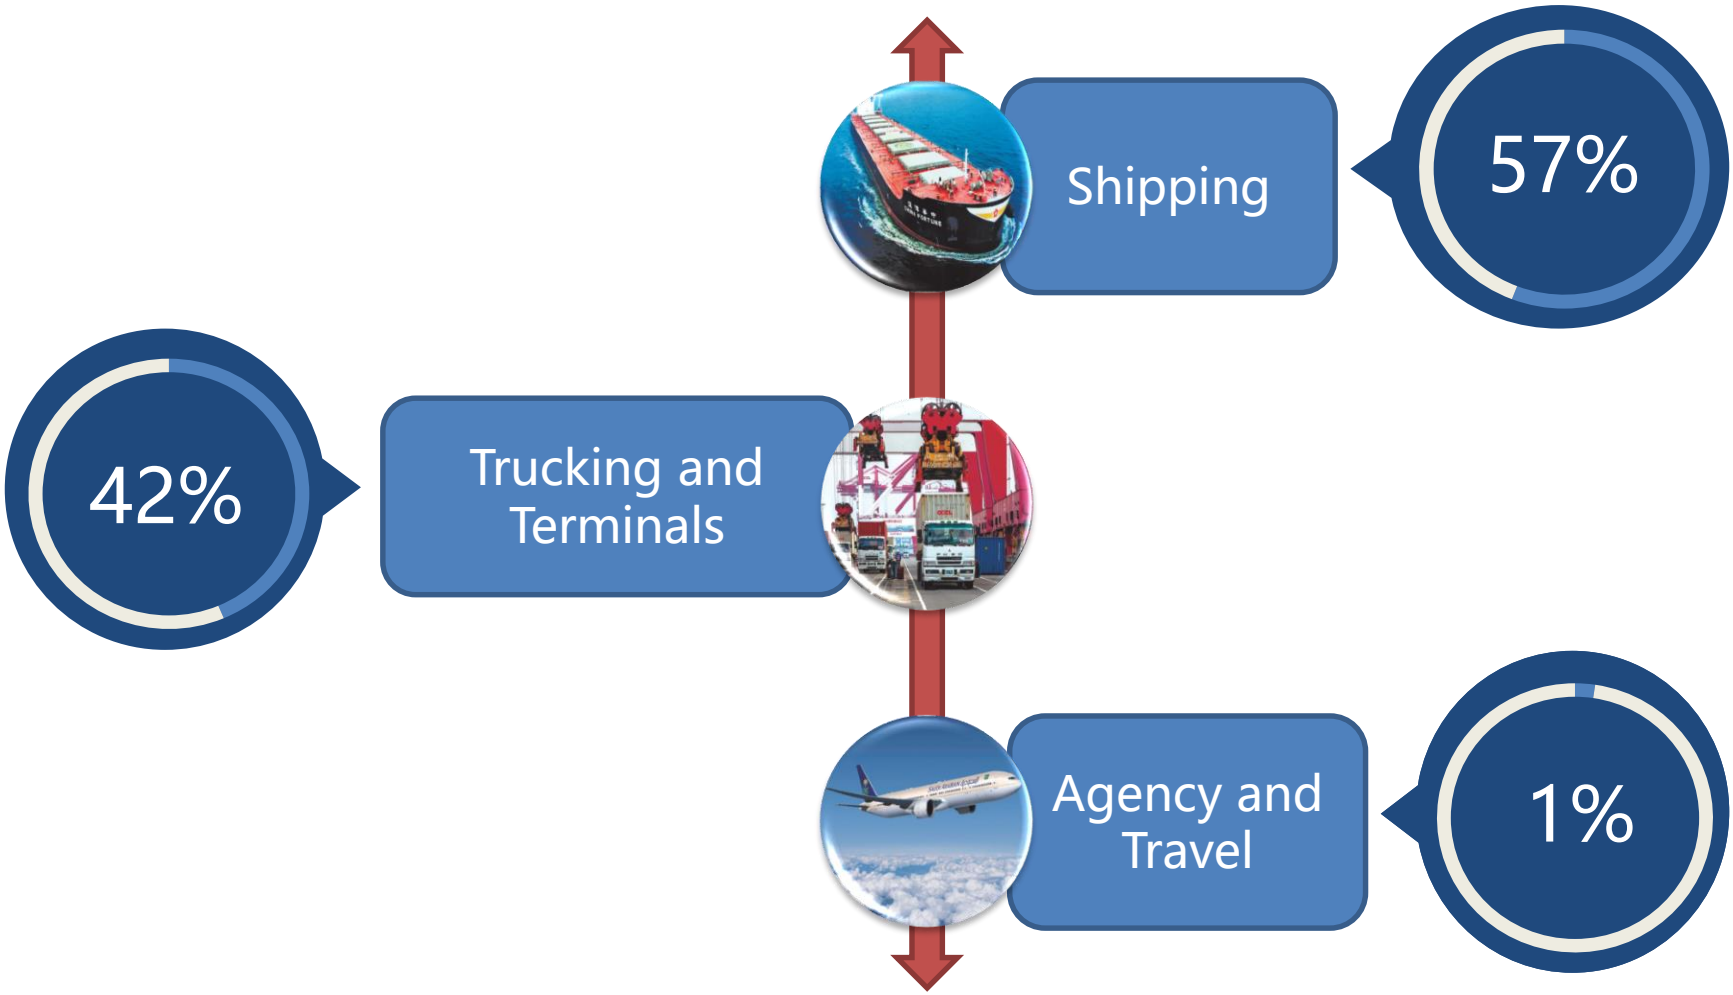 Shipping
57%
42%
Trucking and
Terminals
Agency and
Travel
1%